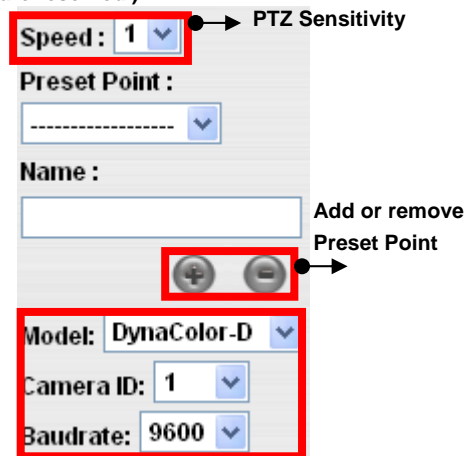 Speed : 1
PTZ Sensitivity
Preset Point :
-----------------
Name :
Add or remove
Preset Point
Model: DynaColor-D
Camera ID: 1
Baudrate: 9600